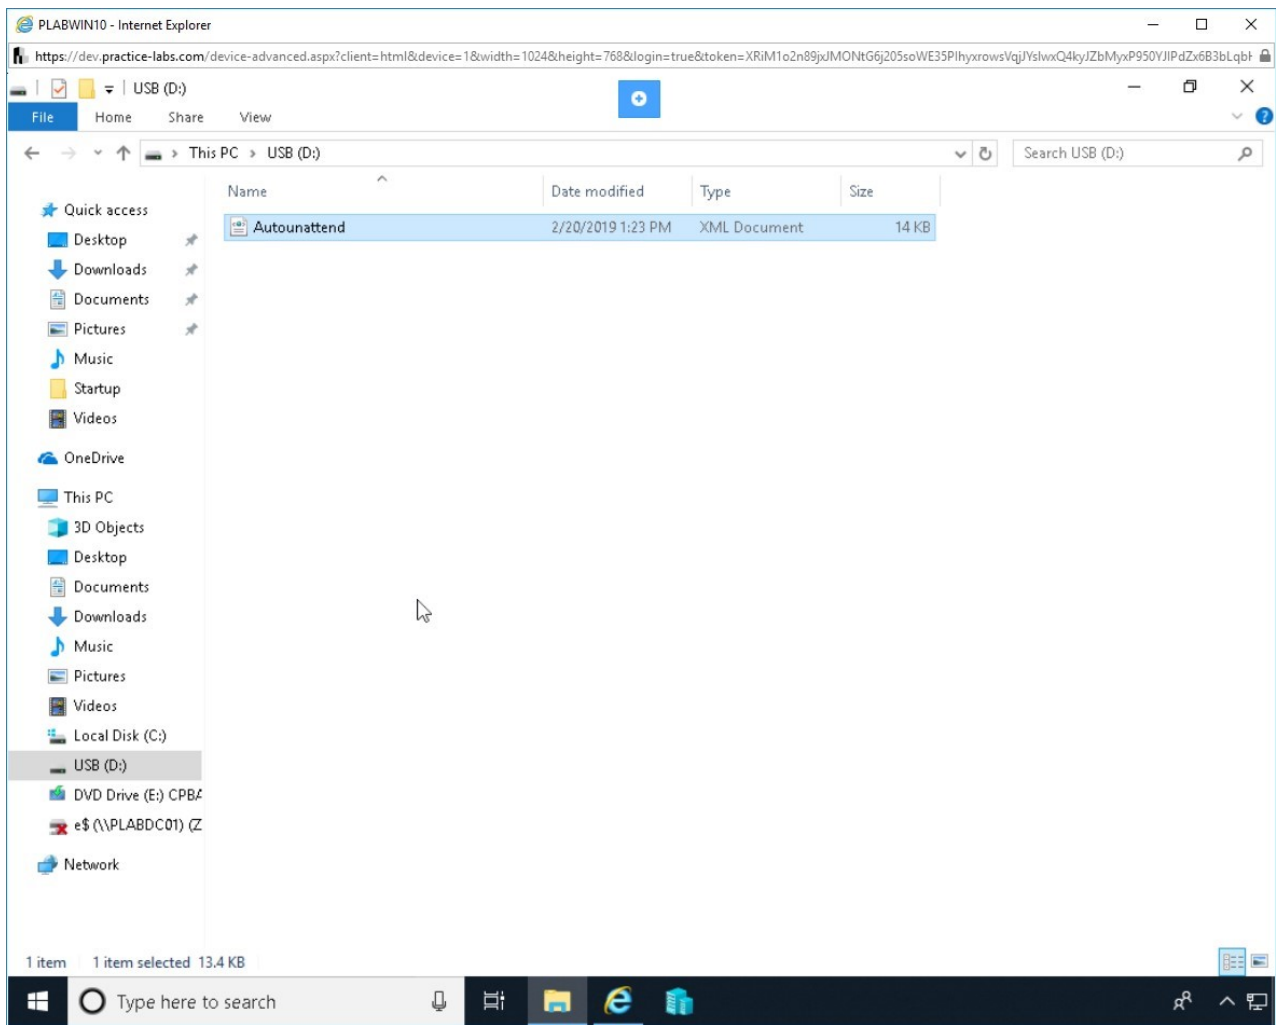 PLABWIN10 - Internet Explorer
https://dev.practice-labs.com/device-advanced.aspx?client=html&device=1&width=1024&height=768&login=true&token=
USB (D:)
File Home Share View
This PC > USB (D:) Search USB (D:)
Name Date modified Type Size
Autounattend 2/20/2019 1:23 PM XML Document 14 KB
Quick access
Desktop
Downloads
Documents
Pictures
Music
Startup
Videos
OneDrive
This PC
3D Objects
Desktop
Documents
Downloads
Music
Pictures
Videos
Local Disk (C:)
USB (D:)
DVD Drive (E:) CPBA
e$ (\\PLABDC01) (Z
Network
1 item 1 item selected 13.4 KB
Type here to search